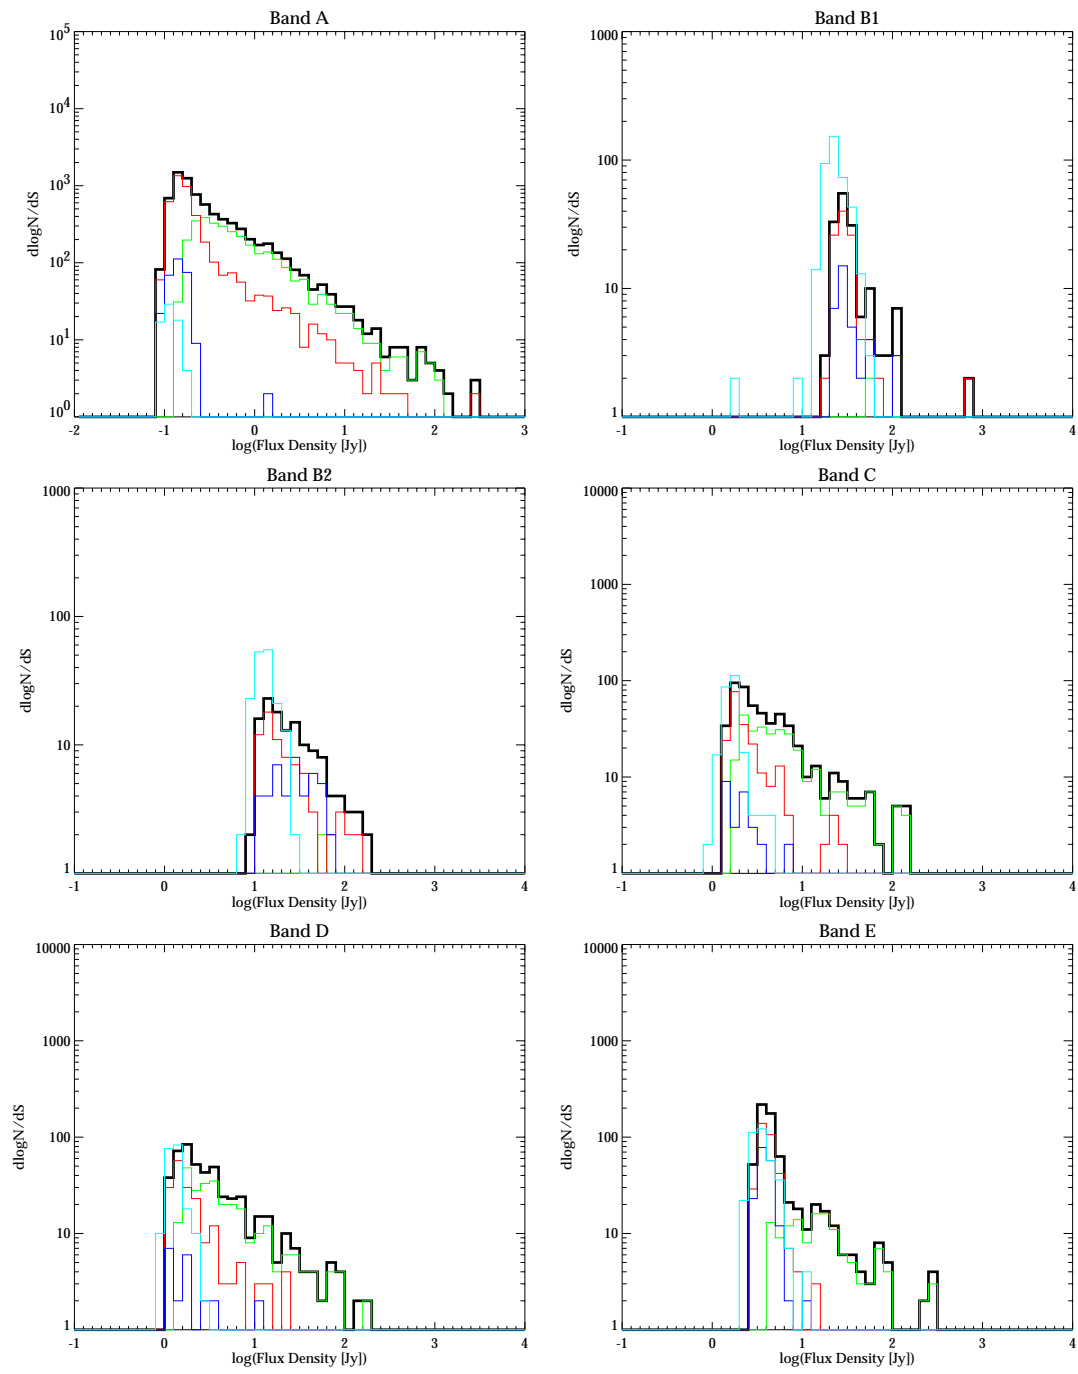 Band A
10^5
10^4
10^3
10^2
10^1
10^0
dlogN/dS
-2 -1 0 1 2 3
log(Flux Density [Jy])
Band B1
1000
100
10
1
dlogN/dS
-1 0 1 2 3 4
log(Flux Density [Jy])
Band B2
1000
100
10
1
dlogN/dS
-1 0 1 2 3 4
log(Flux Density [Jy])
Band C
10000
1000
100
10
1
dlogN/dS
-1 0 1 2 3 4
log(Flux Density [Jy])
Band D
10000
1000
100
10
1
dlogN/dS
-1 0 1 2 3 4
log(Flux Density [Jy])
Band E
10000
1000
100
10
1
dlogN/dS
-1 0 1 2 3 4
log(Flux Density [Jy])